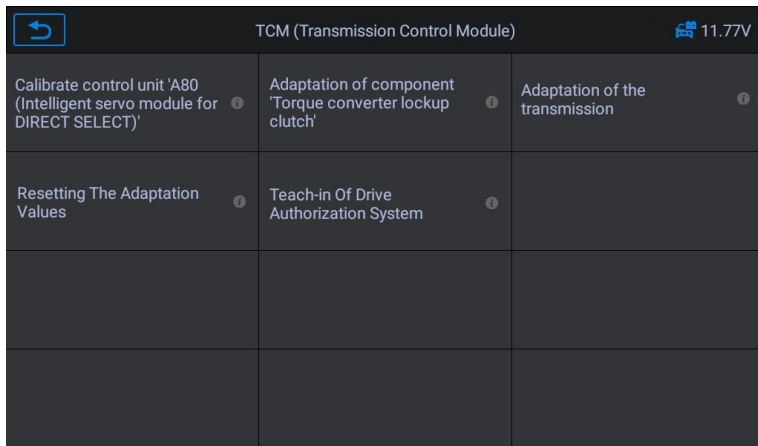 TCM (Transmission Control Module)
11.77V
Calibrate control unit 'A80
(Intelligent servo module for
DIRECT SELECT)'
Adaptation of component
'Torque converter lockup
clutch'
Adaptation of the
transmission
Resetting The Adaptation
Values
Teach-in Of Drive
Authorization System